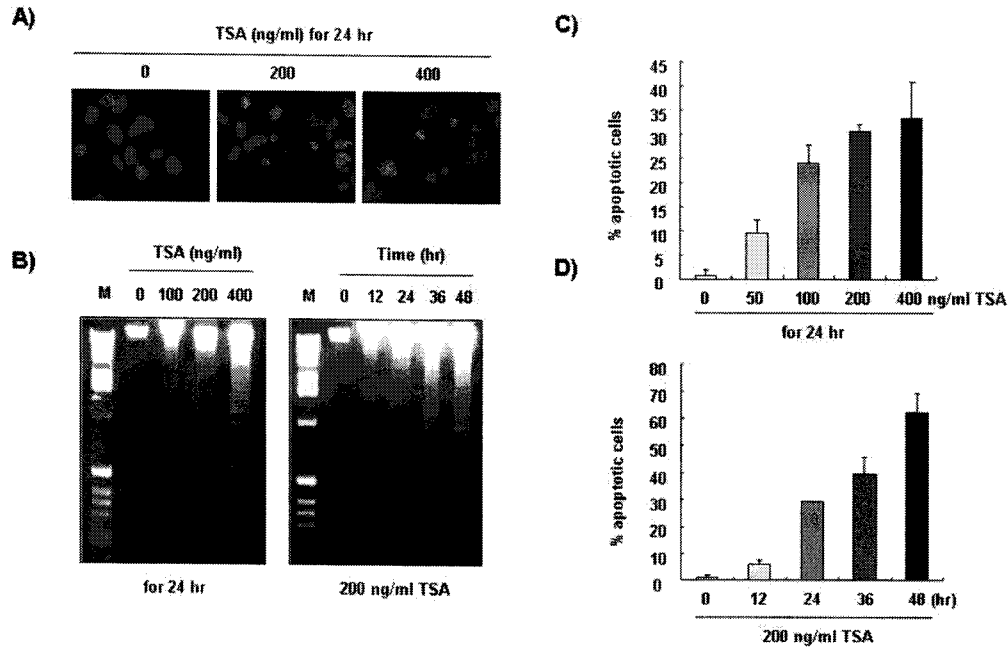 A)
TSA (ng/ml) for 24 hr
0 200 400
B)
TSA (ng/ml)
M 0 100 200 400
for 24 hr
Time (hr)
M 0 12 24 36 48
200 ng/ml TSA
C)
% apoptotic cells
45
40
35
30
25
20
15
10
5
0
0 50 100 200 400 ng/ml TSA
for 24 hr
D)
% apoptotic cells
80
70
60
50
40
30
20
10
0
0 12 24 36 48 (hr)
200 ng/ml TSA